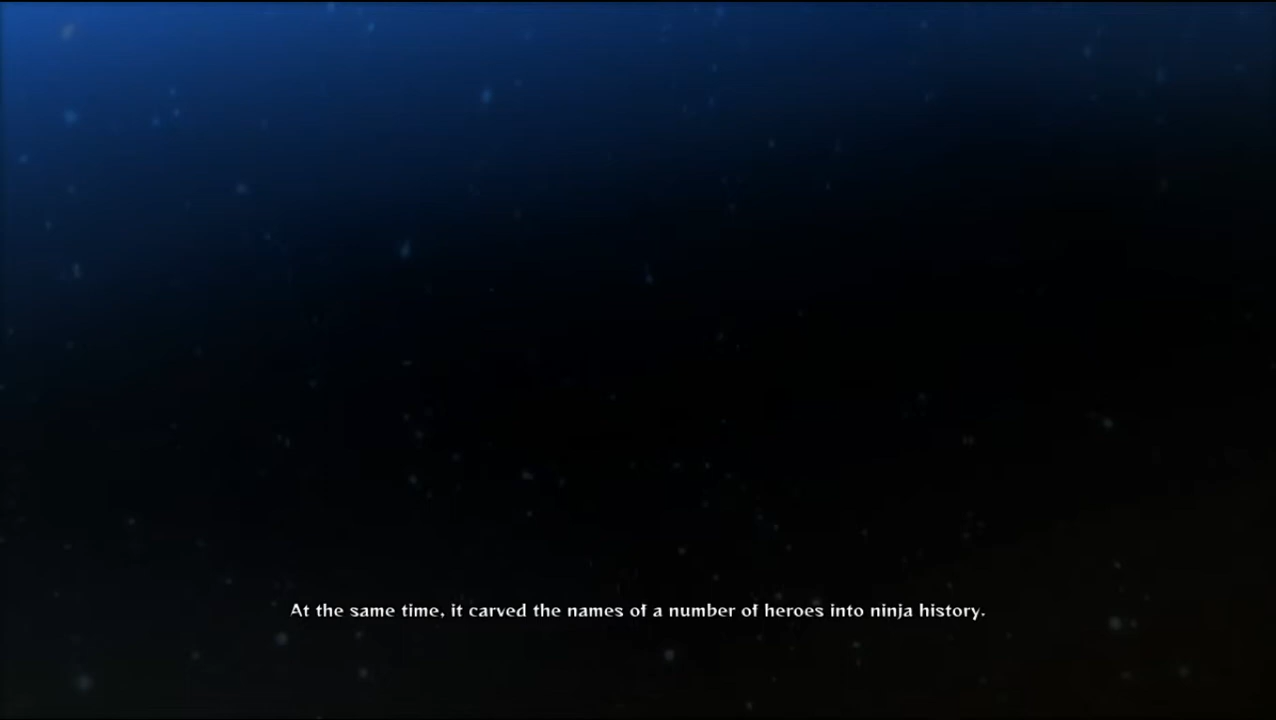 At the same time, it carved the names of a number of heroes into ninja history.